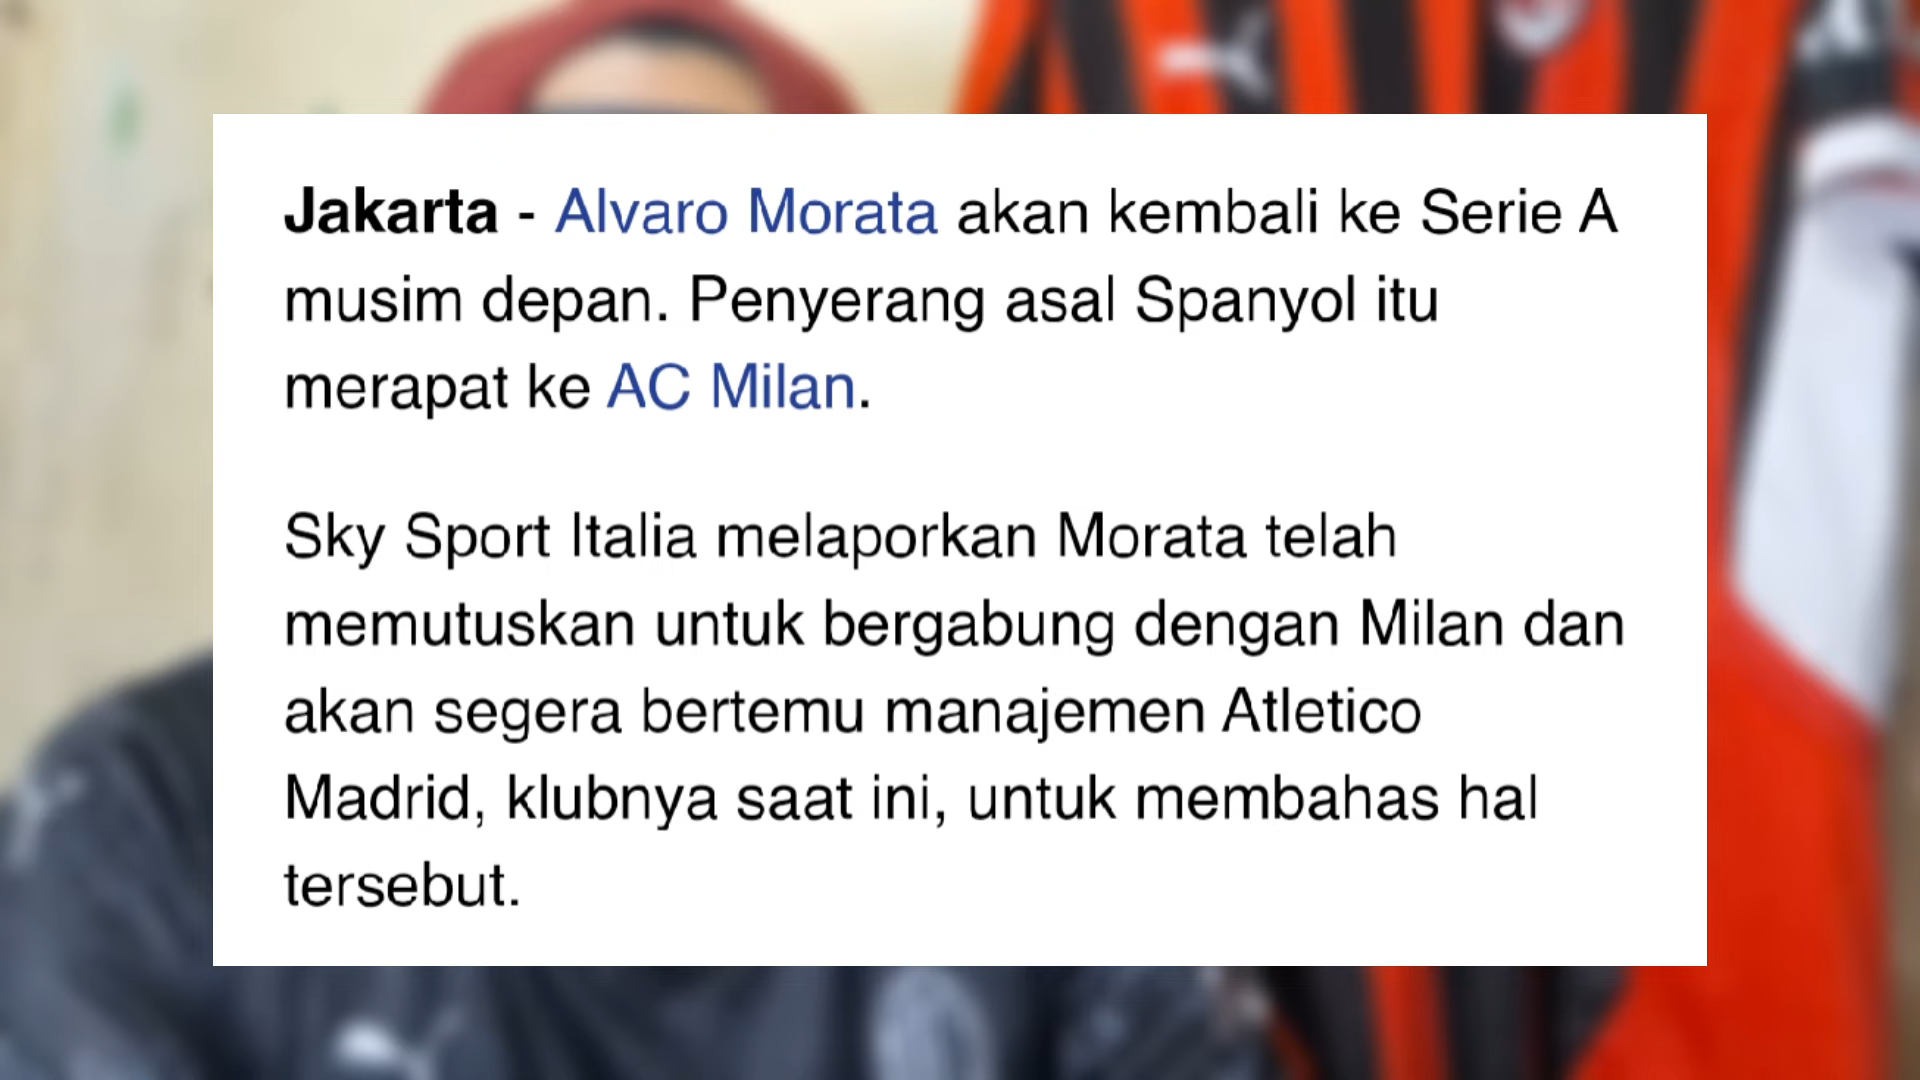 Jakarta - Alvaro Morata akan kembali ke Serie A
musim depan. Penyerang asal Spanyol itu
merapat ke AC Milan.
Sky Sport Italia melaporkan Morata telah
memutuskan untuk bergabung dengan Milan dan
akan segera bertemu manajemen Atletico
Madrid, klubnya saat ini, untuk membahas hal
tersebut.